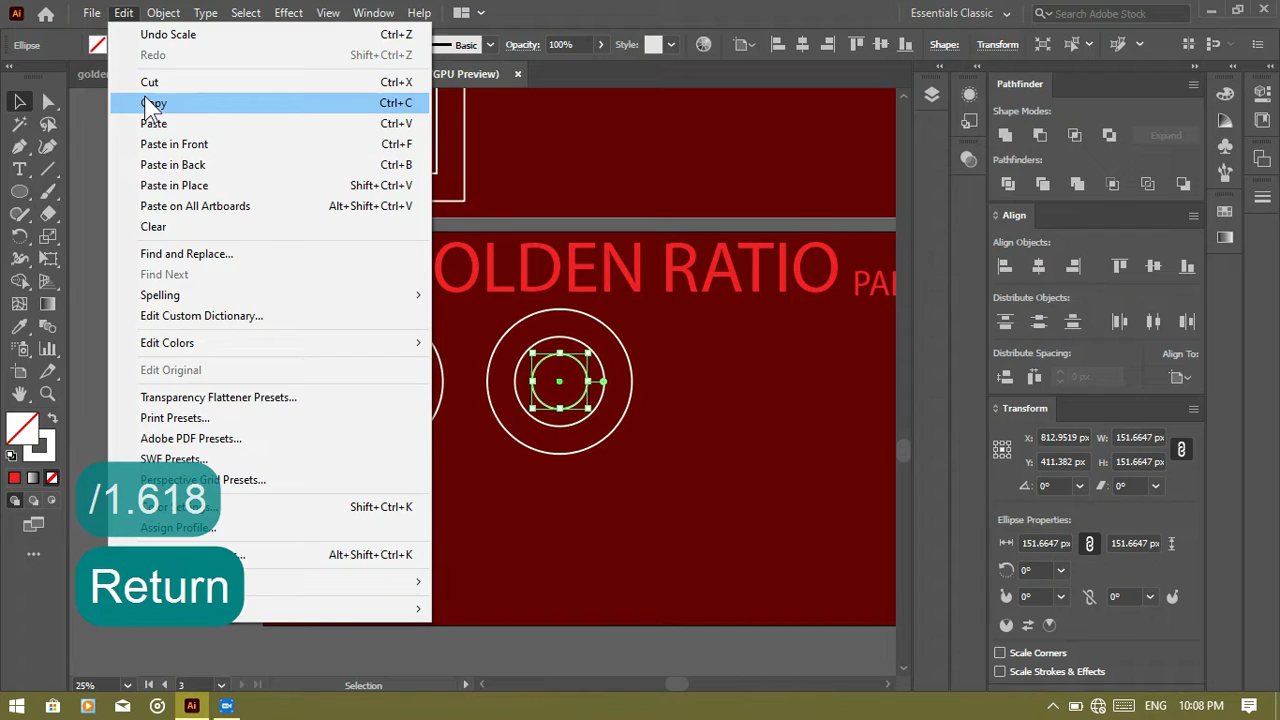 Edit Object Type Select Effect View Window Help
Essentials Classic
Search Adobe Stock
File
Ellipse
Basic
Opacity: 100%
Style:
Shape:
Transform
golden
GPU Preview)
Undo Scale Ctrl+Z
Redo Shift+Ctrl+Z
Cut Ctrl+X
Copy Ctrl+C
Paste Ctrl+V
Paste in Front Ctrl+F
Paste in Back Ctrl+B
Paste in Place Shift+Ctrl+V
Paste on All Artboards Alt+Shift+Ctrl+V
Clear
Find and Replace...
Find Next
Spelling
Edit Custom Dictionary...
Edit Colors
Edit Original
Transparency Flattener Presets...
Print Presets...
Adobe PDF Presets...
SWF Presets...
Perspective Grid Presets...
Shift+Ctrl+K
Assign Profile...
Alt+Shift+Ctrl+K
OLDEN RATIO
/1.618
Return
Pathfinder
Shape Modes:
Expand
Pathfinders:
Align
Align Objects:
Distribute Objects:
Distribute Spacing:
Align To:
0 px
Transform
X: 812.9519 px W: 151.6647 px
Y: 411.382 px H: 151.6647 px
0° 0°
Ellipse Properties:
151.6647 px 151.6647 px
0°
0° 0°
Scale Corners
Scale Strokes & Effects
25% 3 Selection
ENG 10:08 PM